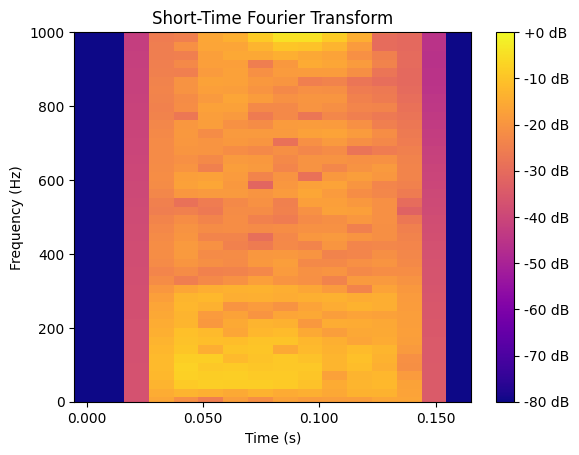 Short-Time Fourier Transform
Frequency (Hz)
1000
800
600
400
200
0
0.000
0.050
0.100
0.150
Time (s)
+0 dB
-10 dB
-20 dB
-30 dB
-40 dB
-50 dB
-60 dB
-70 dB
-80 dB